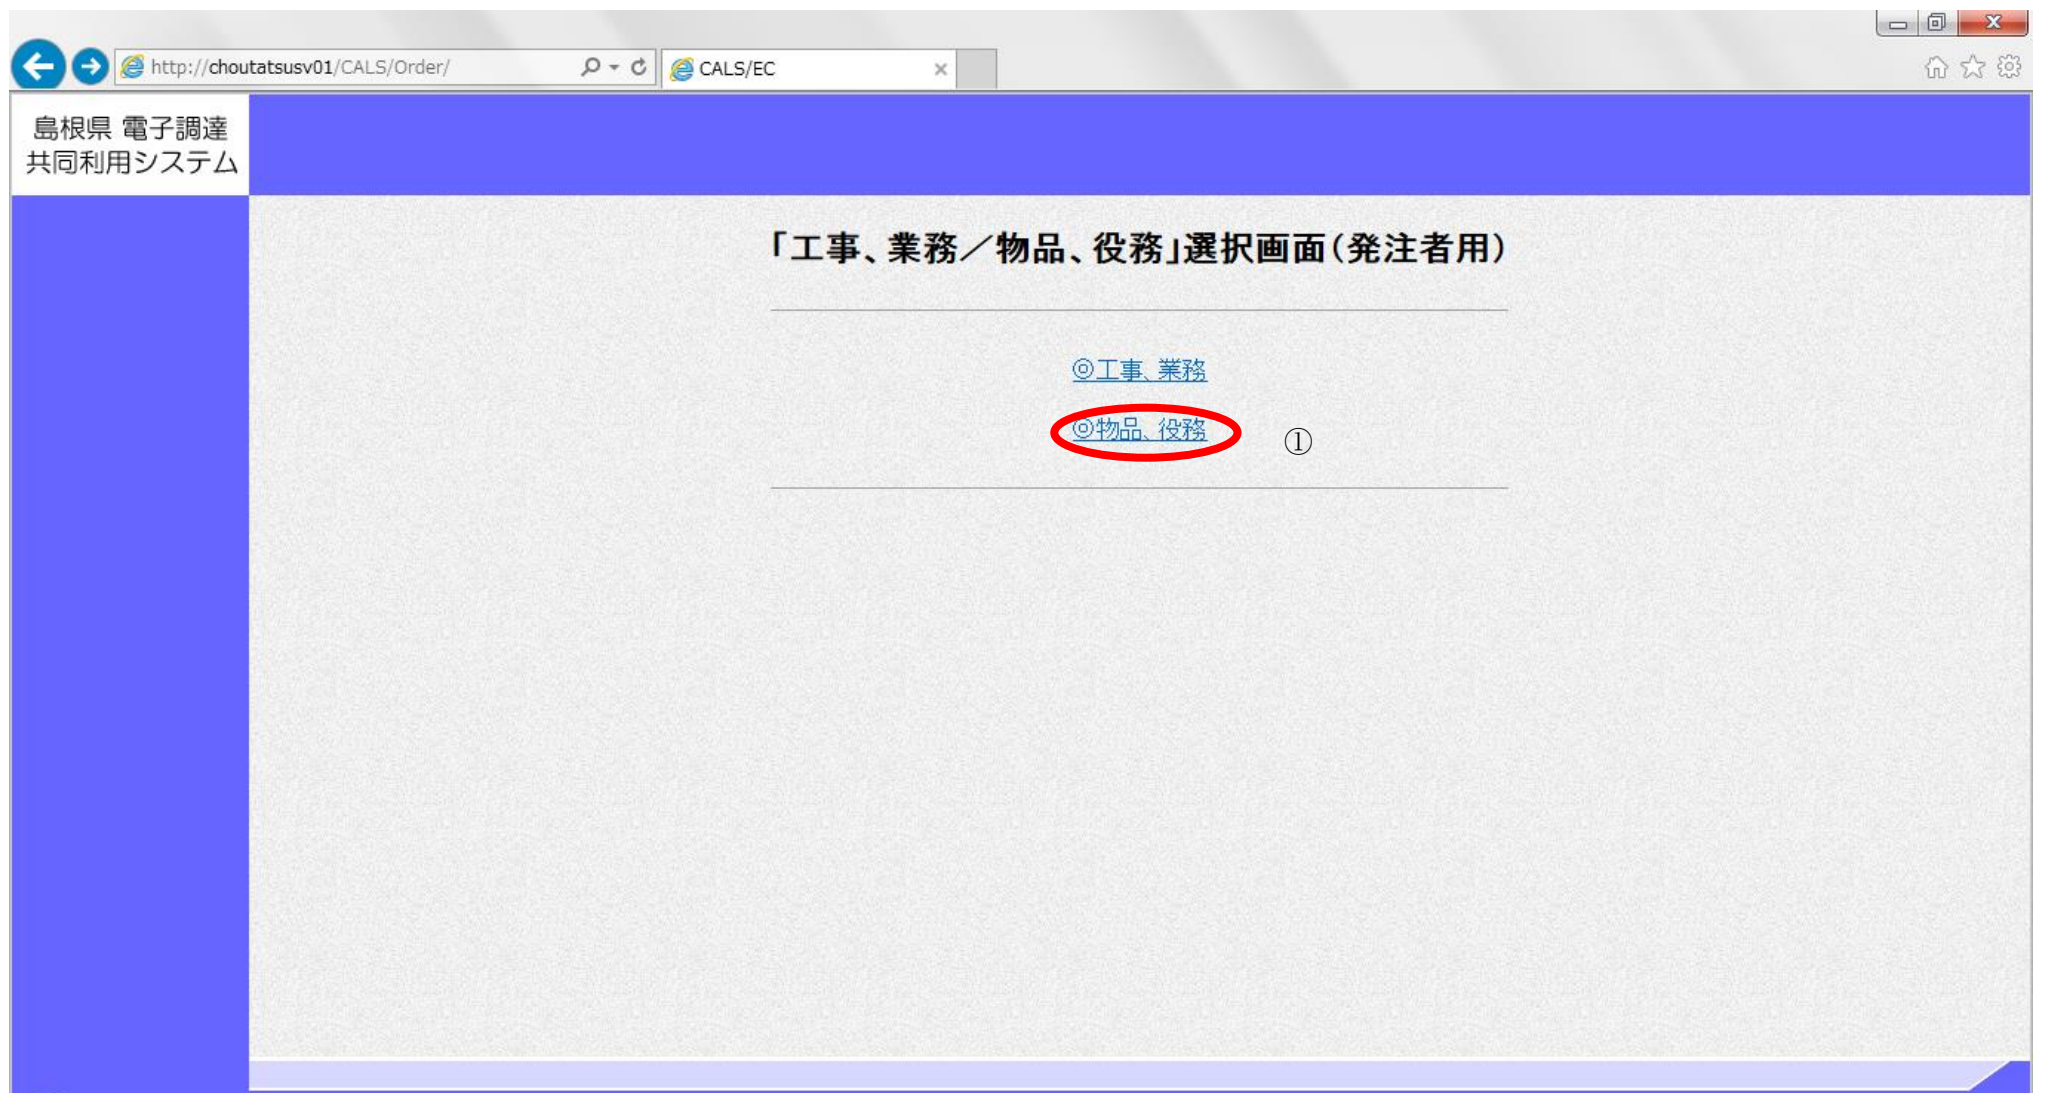 http://choutatsusv01/CALS/Order/
CALS/EC
島根県 電子調達
共同利用システム
「工事、業務／物品、役務」選択画面(発注者用)
◎工事、業務
◎物品、役務
①